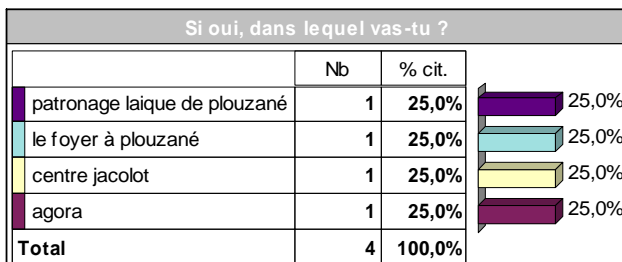 Si oui, dans lequel vas-tu ?
Nb % cit.
patronage laique de plouzané 1 25,0% 25,0%
le foyer à plouzané 1 25,0% 25,0%
centre jacolot 1 25,0% 25,0%
agora 1 25,0% 25,0%
Total 4 100,0%